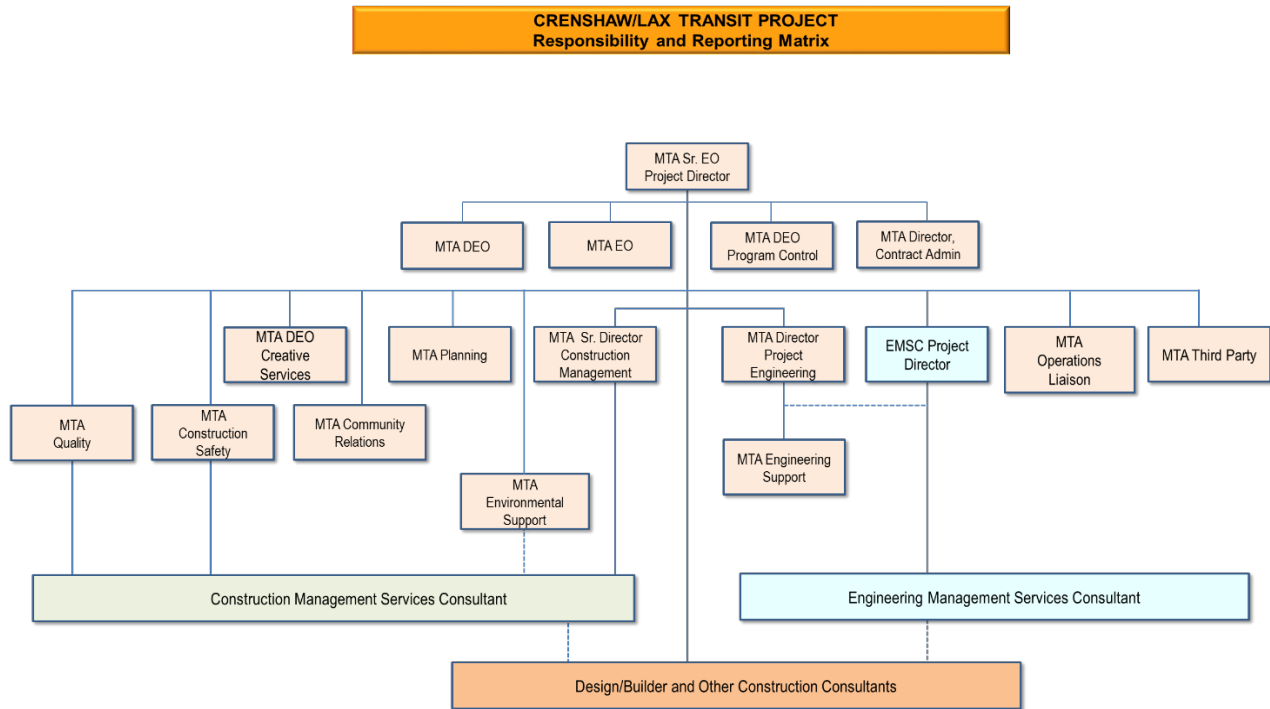 CRENSHAW/LAX TRANSIT PROJECT
Responsibility and Reporting Matrix
MTA Sr. EO
Project Director
MTA DEO
MTA EO
MTA DEO
Program Control
MTA Director,
Contract Admin
MTA DEO
Creative
Services
MTA Planning
MTA Sr. Director
Construction
Management
MTA Director
Project
Engineering
EMSC Project
Director
MTA
Operations
Liaison
MTA Third Party
MTA
Quality
MTA
Construction
Safety
MTA Community
Relations
MTA Engineering
Support
MTA
Environmental
Support
Construction Management Services Consultant
Engineering Management Services Consultant
Design/Builder and Other Construction Consultants